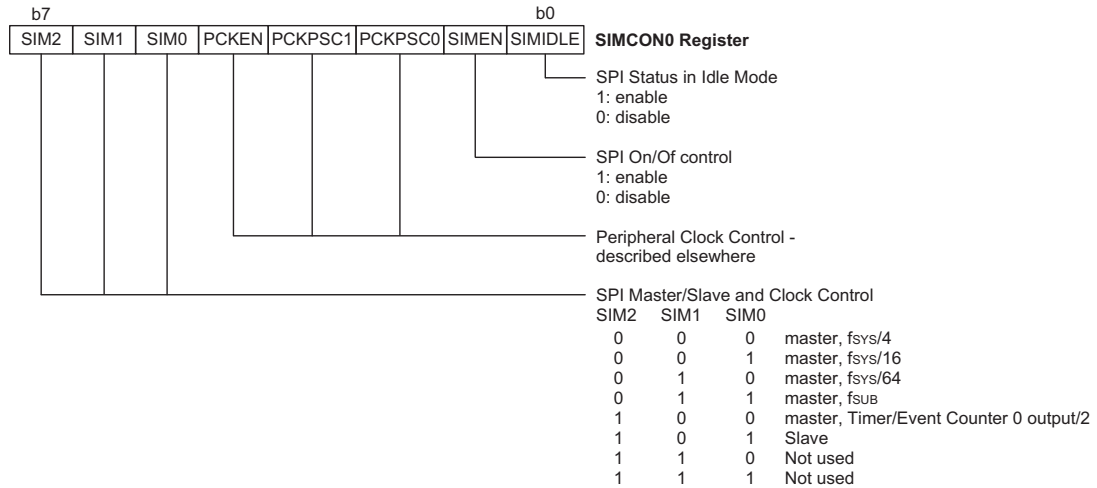 b7 b0
SIM2 SIM1 SIM0 PCKEN PCKPSC1 PCKPSC0 SIMEN SIMIDLE SIMCON0 Register
SPI Status in Idle Mode
1: enable
0: disable
SPI On/Of control
1: enable
0: disable
Peripheral Clock Control -
described elsewhere
SPI Master/Slave and Clock Control
SIM2 SIM1 SIM0
0 0 0 master, fSYS/4
0 0 1 master, fSYS/16
0 1 0 master, fSYS/64
0 1 1 master, fSUB
1 0 0 master, Timer/Event Counter 0 output/2
1 0 1 Slave
1 1 0 Not used
1 1 1 Not used